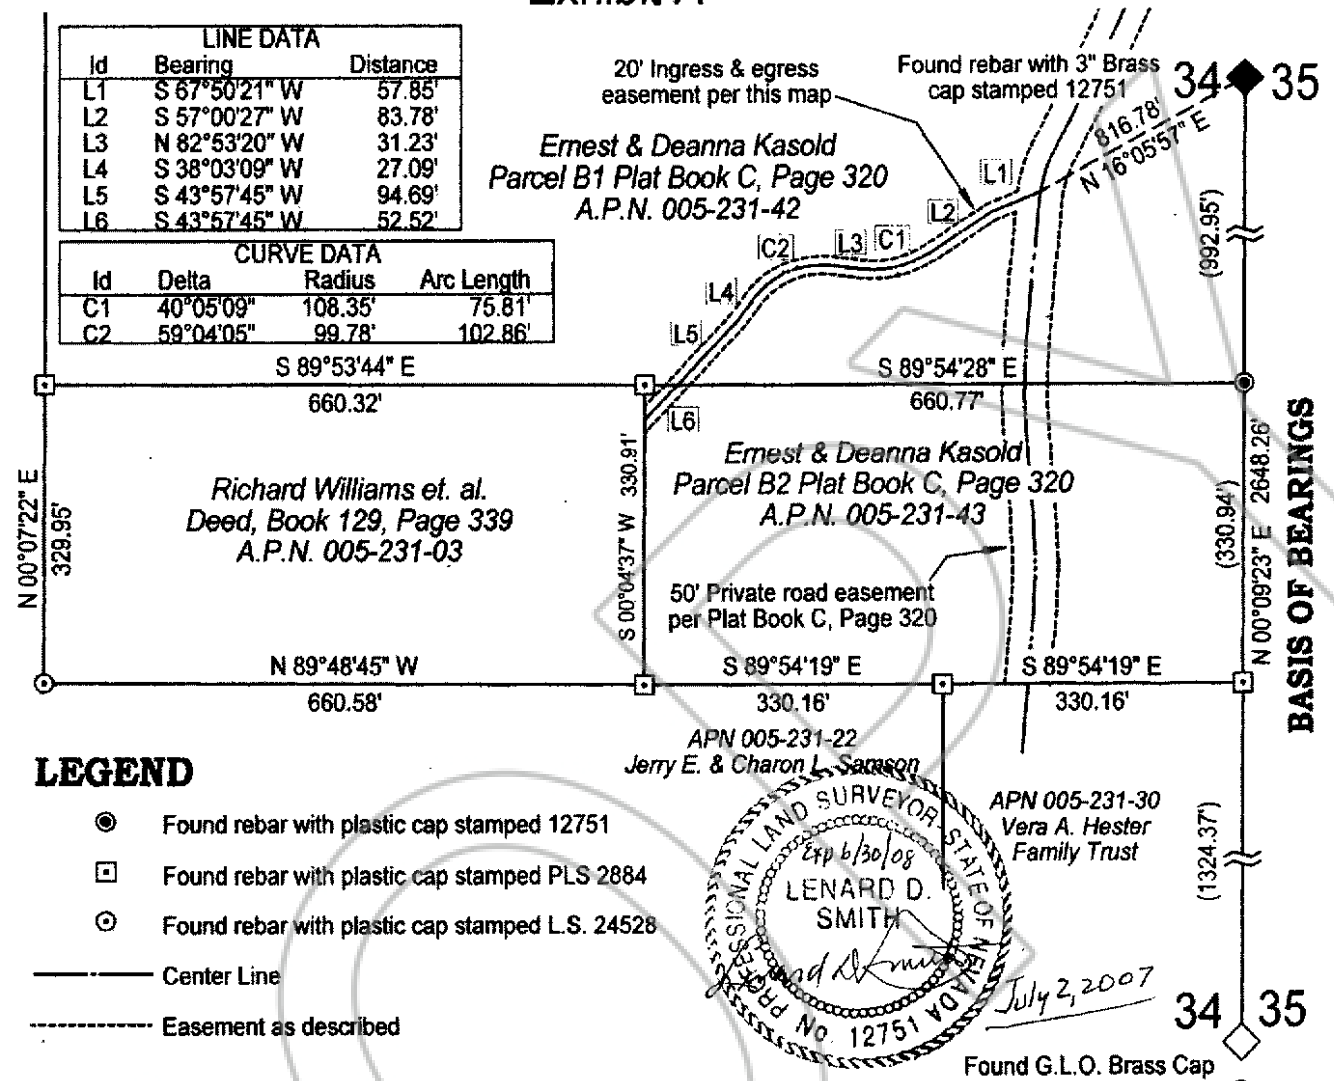 LINE DATA
Id Bearing Distance
L1 S 67°50'21" W 57.85'
L2 S 57°00'27" W 83.78'
L3 N 82°53'20" W 31.23'
L4 S 38°03'09" W 27.09'
L5 S 43°57'45" W 94.69'
L6 S 43°57'45" W 52.52'
CURVE DATA
Id Delta Radius Arc Length
C1 40°05'09" 108.35' 75.81'
C2 59°04'05" 99.78' 102.86'
20' Ingress & egress
easement per this map
Found rebar with 3" Brass
cap stamped 12751
34 35
816.78'
N 16°05'57" E
Ernest & Deanna Kasold
Parcel B1 Plat Book C, Page 320
A.P.N. 005-231-42
L1
L2
L3
C1
C2
L4
L5
L6
(992.95')
S 89°53'44" E
660.32'
S 89°54'28" E
660.77'
N 00°07'22" E
329.95'
Richard Williams et. al.
Deed, Book 129, Page 339
A.P.N. 005-231-03
S 00°04'37" W 330.91'
Ernest & Deanna Kasold
Parcel B2 Plat Book C, Page 320
A.P.N. 005-231-43
50' Private road easement
per Plat Book C, Page 320
(330.94')
N 00°09'23" E 2648.26'
BASIS OF BEARINGS
N 89°48'45" W
660.58'
S 89°54'19" E
330.16'
S 89°54'19" E
330.16'
APN 005-231-22
Jerry E. & Charon L. Samson
APN 005-231-30
Vera A. Hester
Family Trust
(1324.37')
LEGEND
Found rebar with plastic cap stamped 12751
Found rebar with plastic cap stamped PLS 2884
Found rebar with plastic cap stamped L.S. 24528
Center Line
Easement as described
PROFESSIONAL LAND SURVEYOR-STATE OF NEVADA
Exp 6/30/08
LENARD D.
SMITH
No. 12751
July 2, 2007
34 35
Found G.L.O. Brass Cap